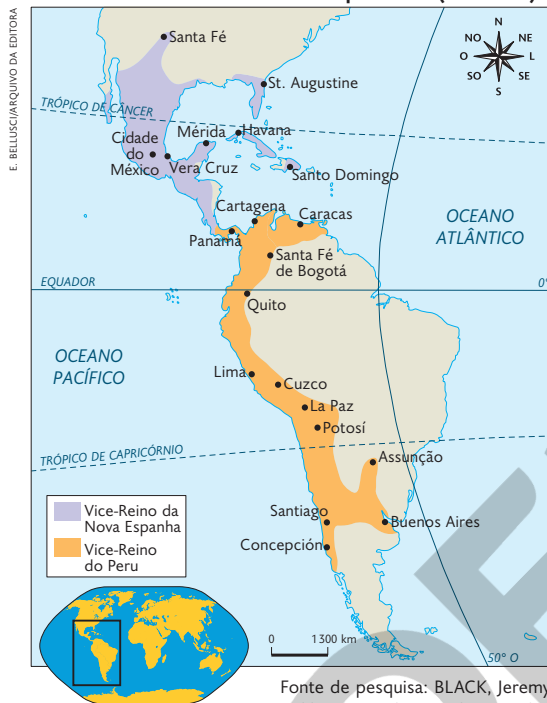 E. BELLUSCI/ARQUIVO DA EDITORA
N
NO
NE
O
L
SO
SE
S
Santa Fé
St. Augustine
TRÓPICO DE CÂNCER
Cidade
do
México
Mérida
Havana
Vera Cruz
Santo Domingo
Cartagena
Caracas
Panamá
OCEANO
ATLÂNTICO
Santa Fé
de Bogotá
EQUADOR
0°
Quito
OCEANO
PACÍFICO
Lima
Cuzco
La Paz
Potosí
TRÓPICO DE CAPRICÓRNIO
Assunção
Santiago
Buenos Aires
Concepción
Vice-Reino da
Nova Espanha
Vice-Reino
do Peru
0
1300 km
50° O
Fonte de pesquisa: BLACK, Jeremy